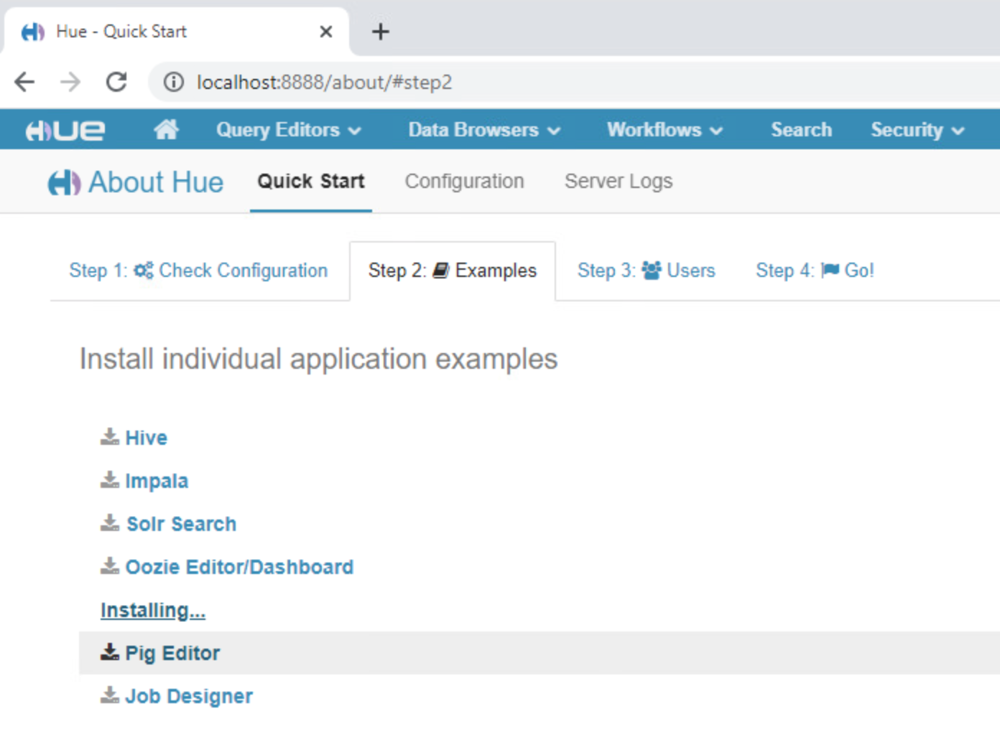 Hue - Quick Start
localhost:8888/about/#step2
HUE Query Editors Data Browsers Workflows Search Security
About Hue Quick Start Configuration Server Logs
Step 1: Check Configuration Step 2: Examples Step 3: Users Step 4: Go!
Install individual application examples
Hive
Impala
Solr Search
Oozie Editor/Dashboard
Installing...
Pig Editor
Job Designer